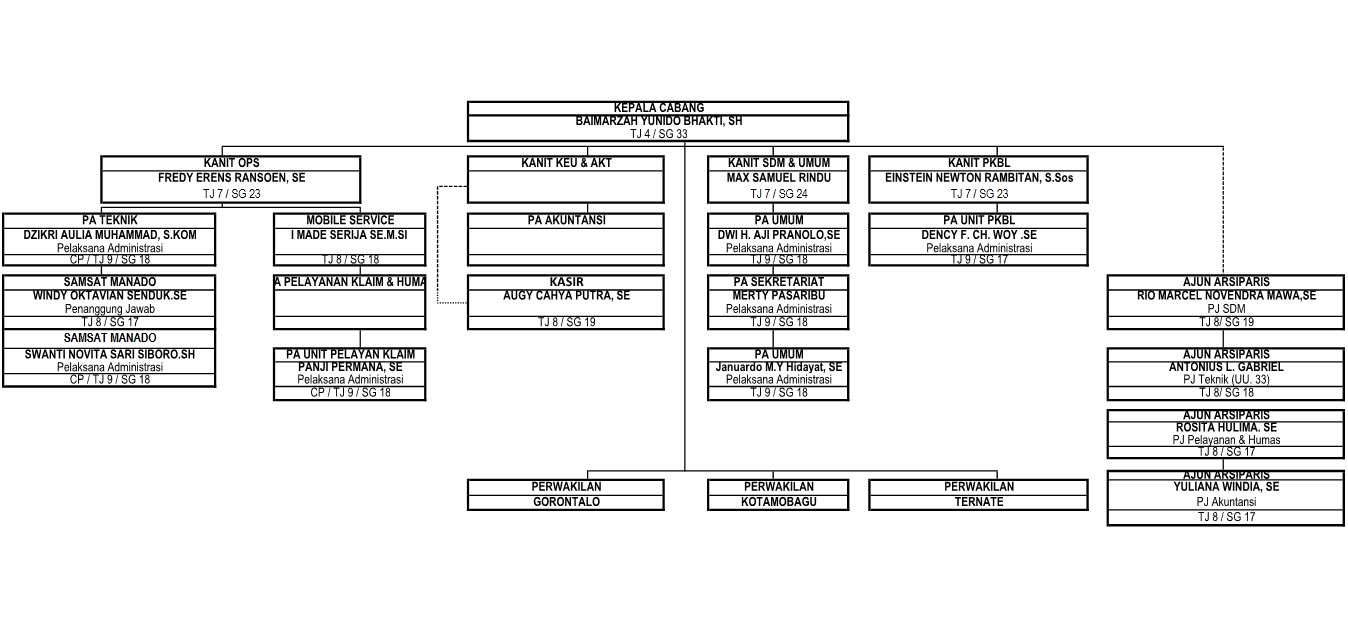 KEPALA CABANG
BAIMARZAH YUNIDO BHAKTI, SH
TJ 4 / SG 33
KANIT OPS
FREDY ERENS RANSOEN, SE
TJ 7 / SG 23
KANIT KEU & AKT
KANIT SDM & UMUM
MAX SAMUEL RINDU
TJ 7 / SG 24
KANIT PKBL
EINSTEIN NEWTON RAMBITAN, S.Sos
TJ 7 / SG 23
PA TEKNIK
DZIKRI AULIA MUHAMMAD, S.KOM
Pelaksana Administrasi
CP / TJ 9 / SG 18
MOBILE SERVICE
I MADE SERIJA SE.M.SI
TJ 8 / SG 18
PA AKUNTANSI
PA UMUM
DWI H. AJI PRANOLO,SE
Pelaksana Administrasi
TJ 9 / SG 18
PA UNIT PKBL
DENCY F. CH. WOY .SE
Pelaksana Administrasi
TJ 9 / SG 17
SAMSAT MANADO
WINDY OKTAVIAN SENDUK.SE
Penanggung Jawab
TJ 8 / SG 17
SAMSAT MANADO
SWANTI NOVITA SARI SIBORO.SH
Pelaksana Administrasi
CP / TJ 9 / SG 18
A PELAYANAN KLAIM & HUMA
PA UNIT PELAYAN KLAIM
PANJI PERMANA, SE
Pelaksana Administrasi
CP / TJ 9 / SG 18
KASIR
AUGY CAHYA PUTRA, SE
TJ 8 / SG 19
PA SEKRETARIAT
MERTY PASARIBU
Pelaksana Administrasi
TJ 9 / SG 18
PA UMUM
Januardo M.Y Hidayat, SE
Pelaksana Administrasi
TJ 9 / SG 18
AJUN ARSIPARIS
RIO MARCEL NOVENDRA MAWA,SE
PJ SDM
TJ 8/ SG 19
AJUN ARSIPARIS
ANTONIUS L. GABRIEL
PJ Teknik (UU. 33)
TJ 8/ SG 18
AJUN ARSIPARIS
ROSITA HULIMA. SE
PJ Pelayanan & Humas
TJ 8 / SG 17
AJUN ARSIPARIS
YULIANA WINDIA, SE
PJ Akuntansi
TJ 8 / SG 17
PERWAKILAN
GORONTALO
PERWAKILAN
KOTAMOBAGU
PERWAKILAN
TERNATE